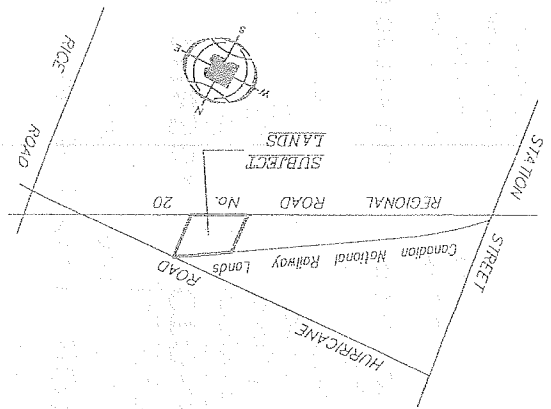 HURRICANE ROAD
STATION STREET
Canadian National Railway Lands
REGIONAL ROAD No. 20
SUBJECT
LANDS
RICE ROAD
N
W
E
S